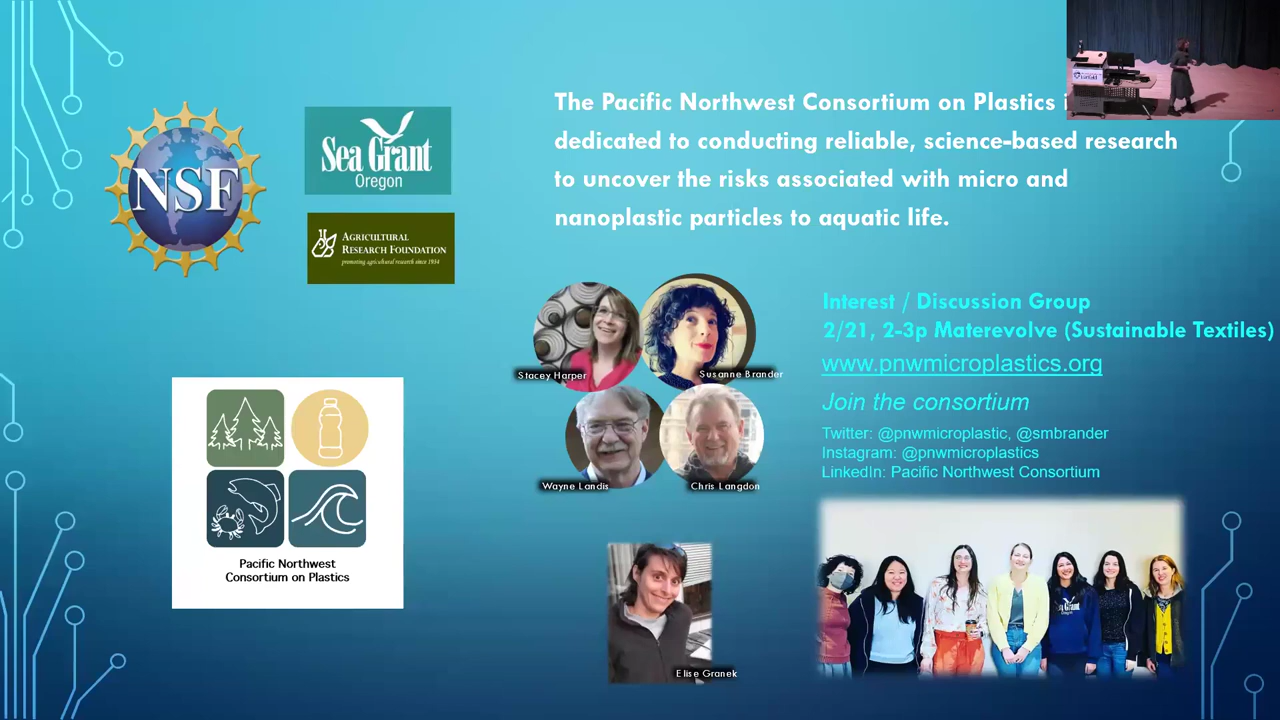 The Pacific Northwest Consortium on Plastics i
dedicated to conducting reliable, science-based research
to uncover the risks associated with micro and
nanoplastic particles to aquatic life.
NSF
Sea Grant
Oregon
AGRICULTURAL
RESEARCH FOUNDATION
promoting agricultural research since 1934
Interest / Discussion Group
2/21, 2-3p Materevolve (Sustainable Textiles)
www.pnwmicroplastics.org
Join the consortium
Twitter: @pnwmicroplastic, @smbrander
Instagram: @pnwmicroplastics
LinkedIn: Pacific Northwest Consortium
Stacey Harper
Susanne Brander
Wayne Landis
Chris Langdon
Elise Granek
Pacific Northwest
Consortium on Plastics
Sea Grant
Oregon